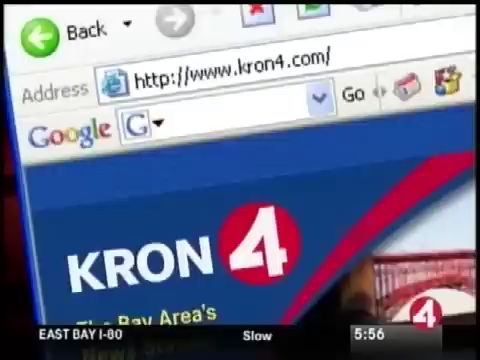 Back
Address http://www.kron4.com/
Go
Google G
KRON 4
The Bay Area's
EAST BAY I-80 Slow 5:56 4